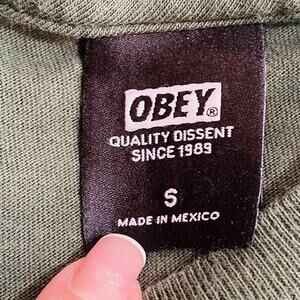 OBEY®
QUALITY DISSENT
SINCE 1989
S
MADE IN MEXICO